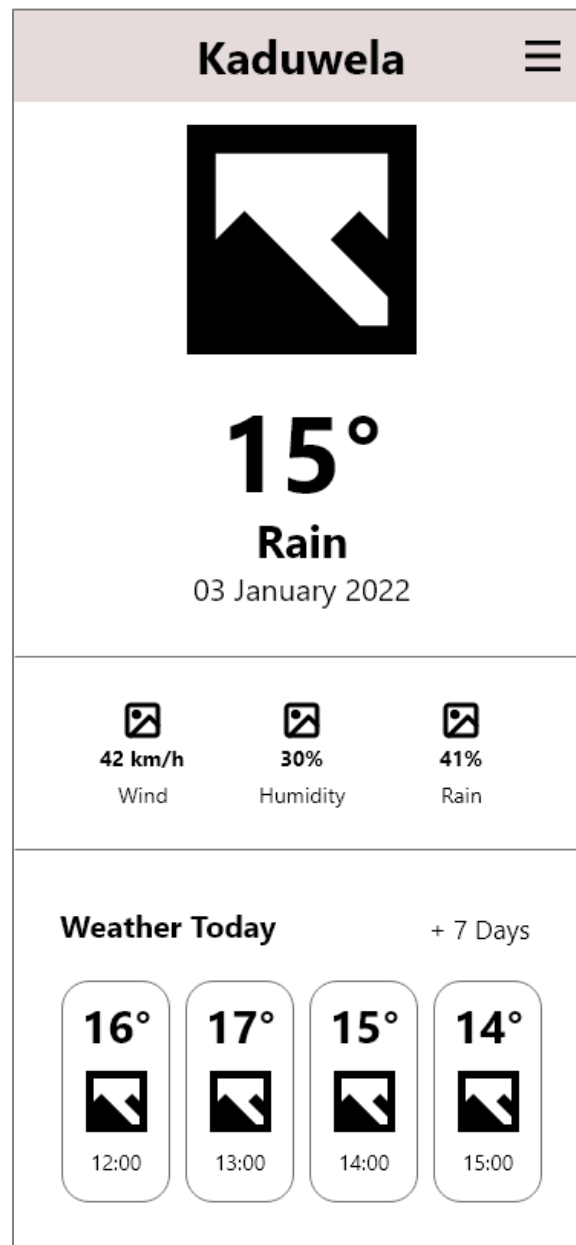 Kaduwela
15°
Rain
03 January 2022
42 km/h 30% 41%
Wind Humidity Rain
Weather Today + 7 Days
16° 17° 15° 14°
12:00 13:00 14:00 15:00